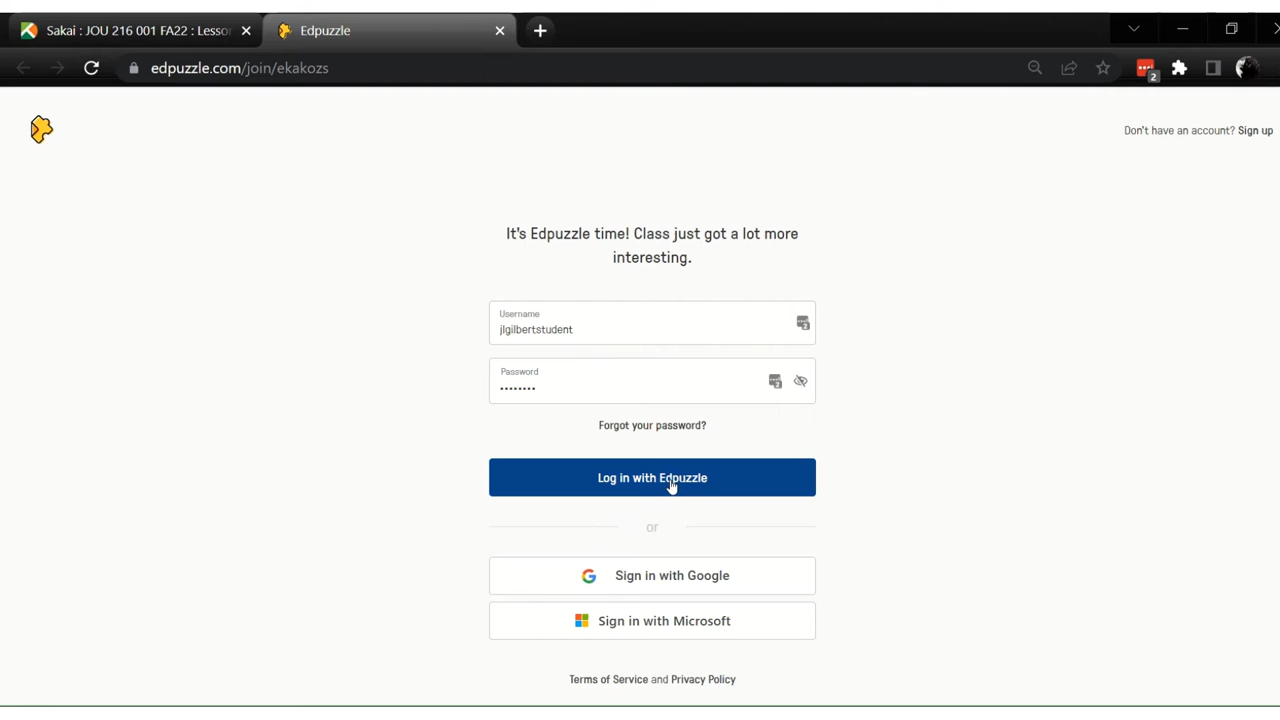 Sakai : JOU 216 001 FA22 : Lesso
Edpuzzle
edpuzzle.com/join/ekakozs
2
Don't have an account? Sign up
It's Edpuzzle time! Class just got a lot more
interesting.
Username
jlgilbertstudent
Password
••••••••
Forgot your password?
Log in with Edpuzzle
or
Sign in with Google
Sign in with Microsoft
Terms of Service and Privacy Policy